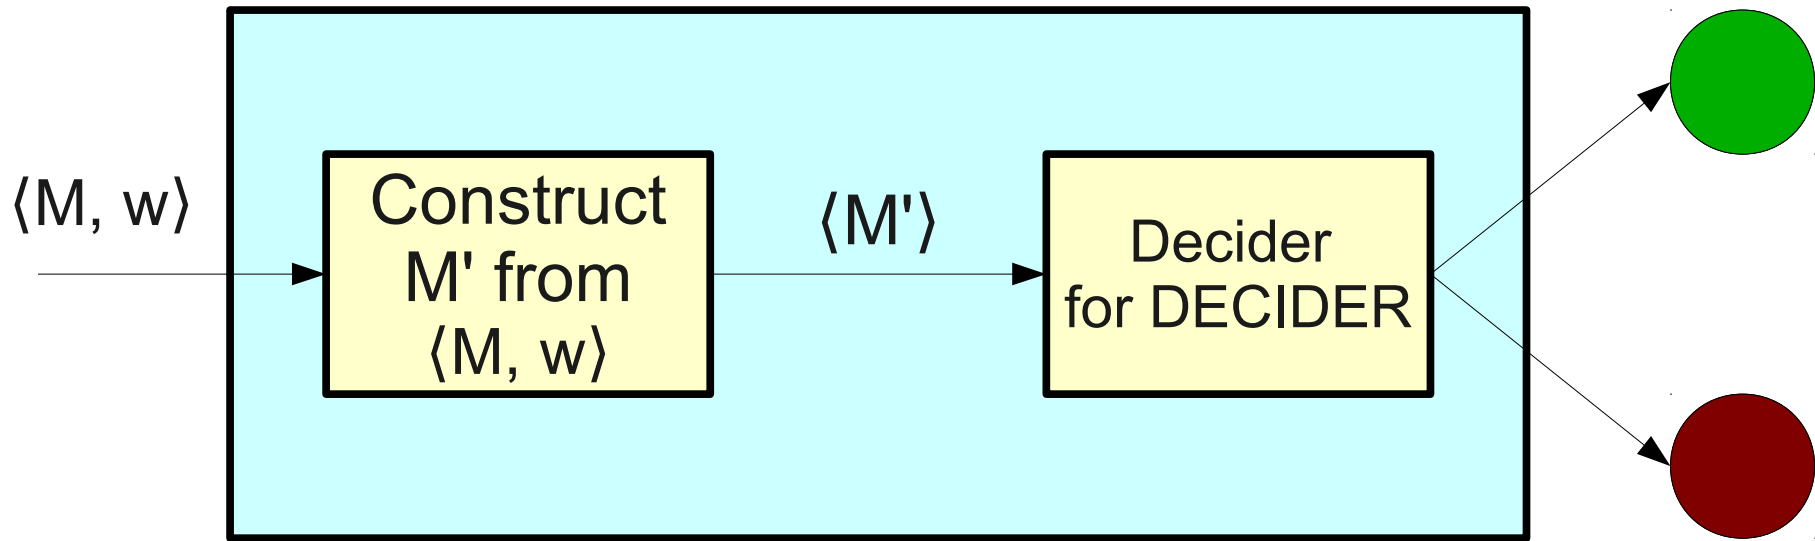 ⟨M, w⟩
Construct
M' from
⟨M, w⟩
⟨M'⟩
Decider
for DECIDER